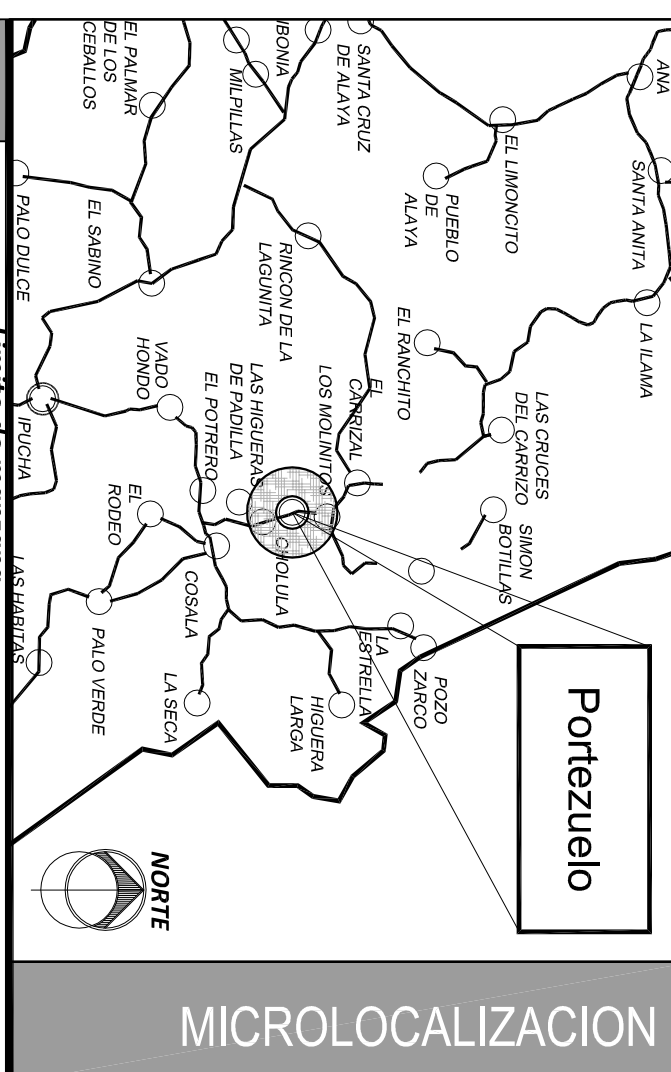 MICROLOCALIZACION
Portezuelo
NORTE
ANA
SANTA ANITA
LA ILAMA
EL LIMONCITO
PUEBLO
DE
ALAYA
SANTA CRUZ
DE ALAYA
IBONIA
MILPILLAS
EL PALMAR
DE LOS
CEBALLOS
PALO DULCE
EL SABINO
RINCON DE LA
LAGUNITA
EL RANCHITO
LAS CRUCES
DEL CARRIZO
SIMON
BOTILLAS
EL
CARRIZAL
LOS MOLINITOS
LAS HIGUERAS
DE PADILLA
EL POTRERO
VADO
HONDO
IPUCHA
EL
RODEO
CHOLULA
COSALA
PALO VERDE
LAS HABITAS
LA SECA
HIGUERA
LARGA
LA
ESTRELLA
POZO
ZARCO